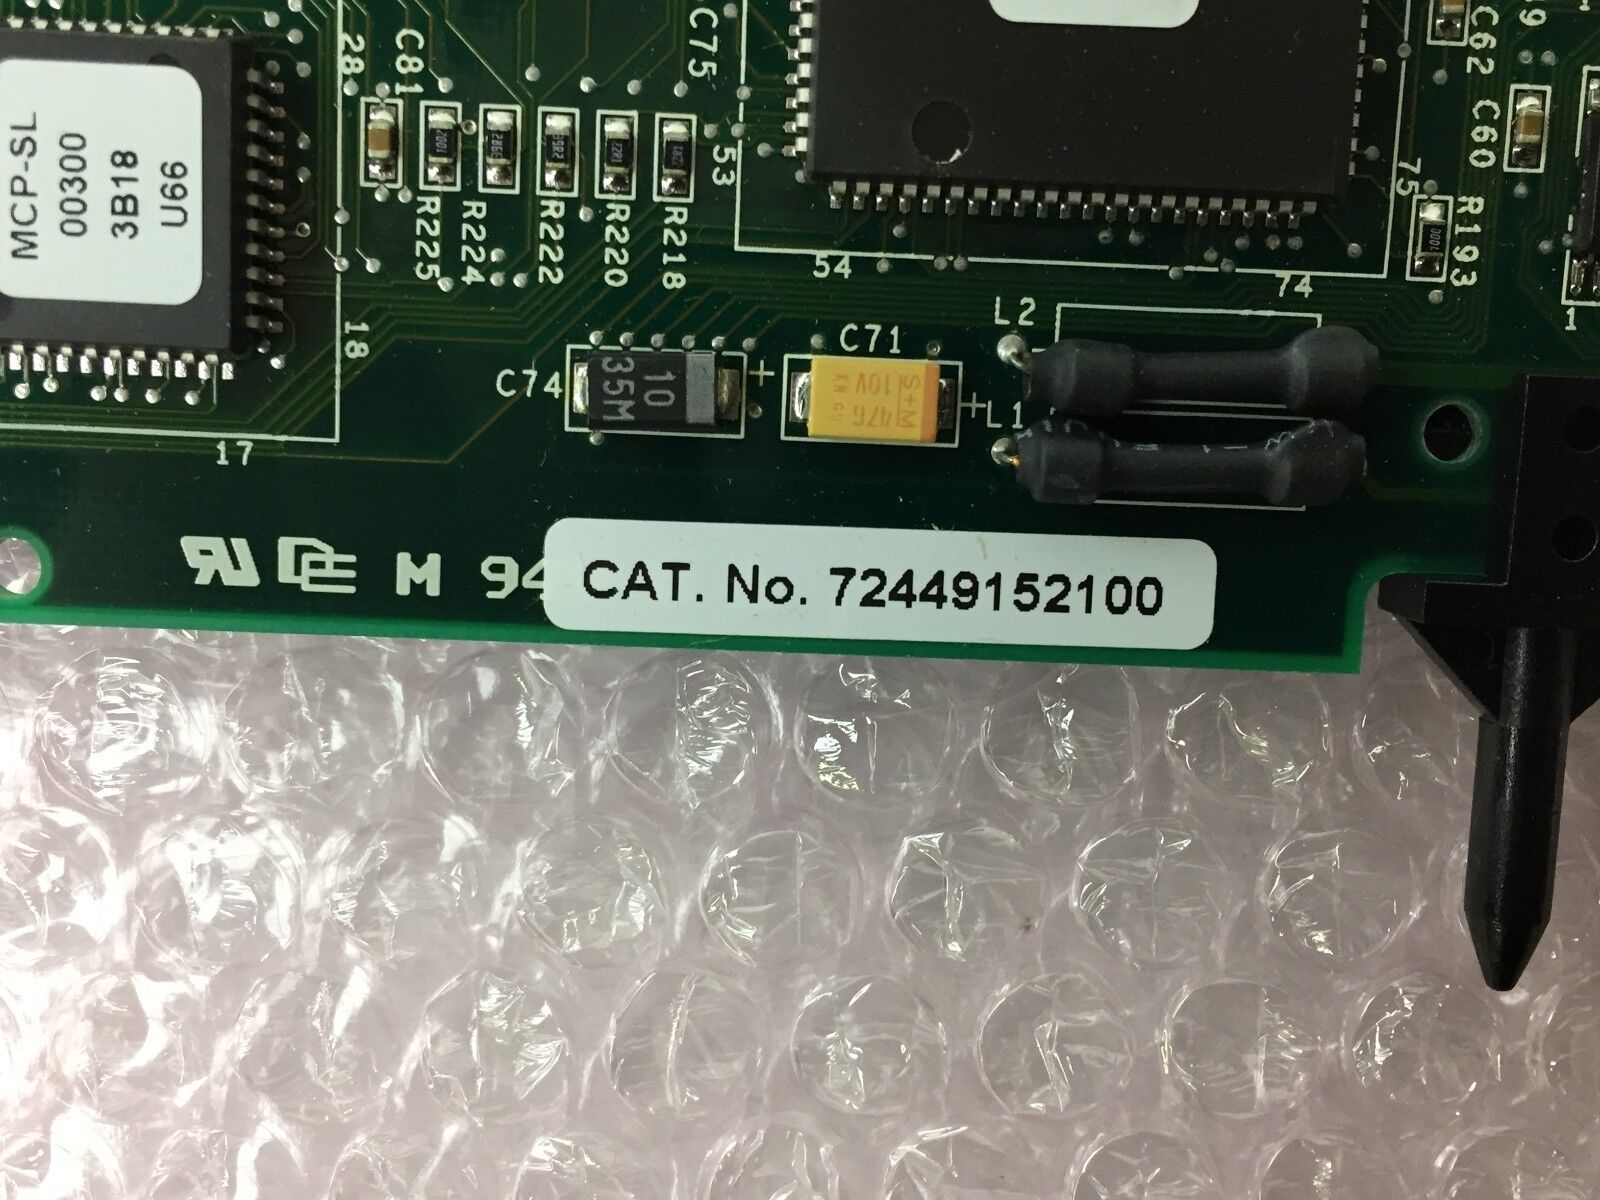 MCP-SL
00300
3B18
U66
28
C81
R225
R224
R222
R220
R218
C75
53
54
74
75
R193
C62
C60
1
18
17
C74
10
35M
+
C71
S+M
476
10V
+
L2
L1
M 94
CAT. No. 72449152100